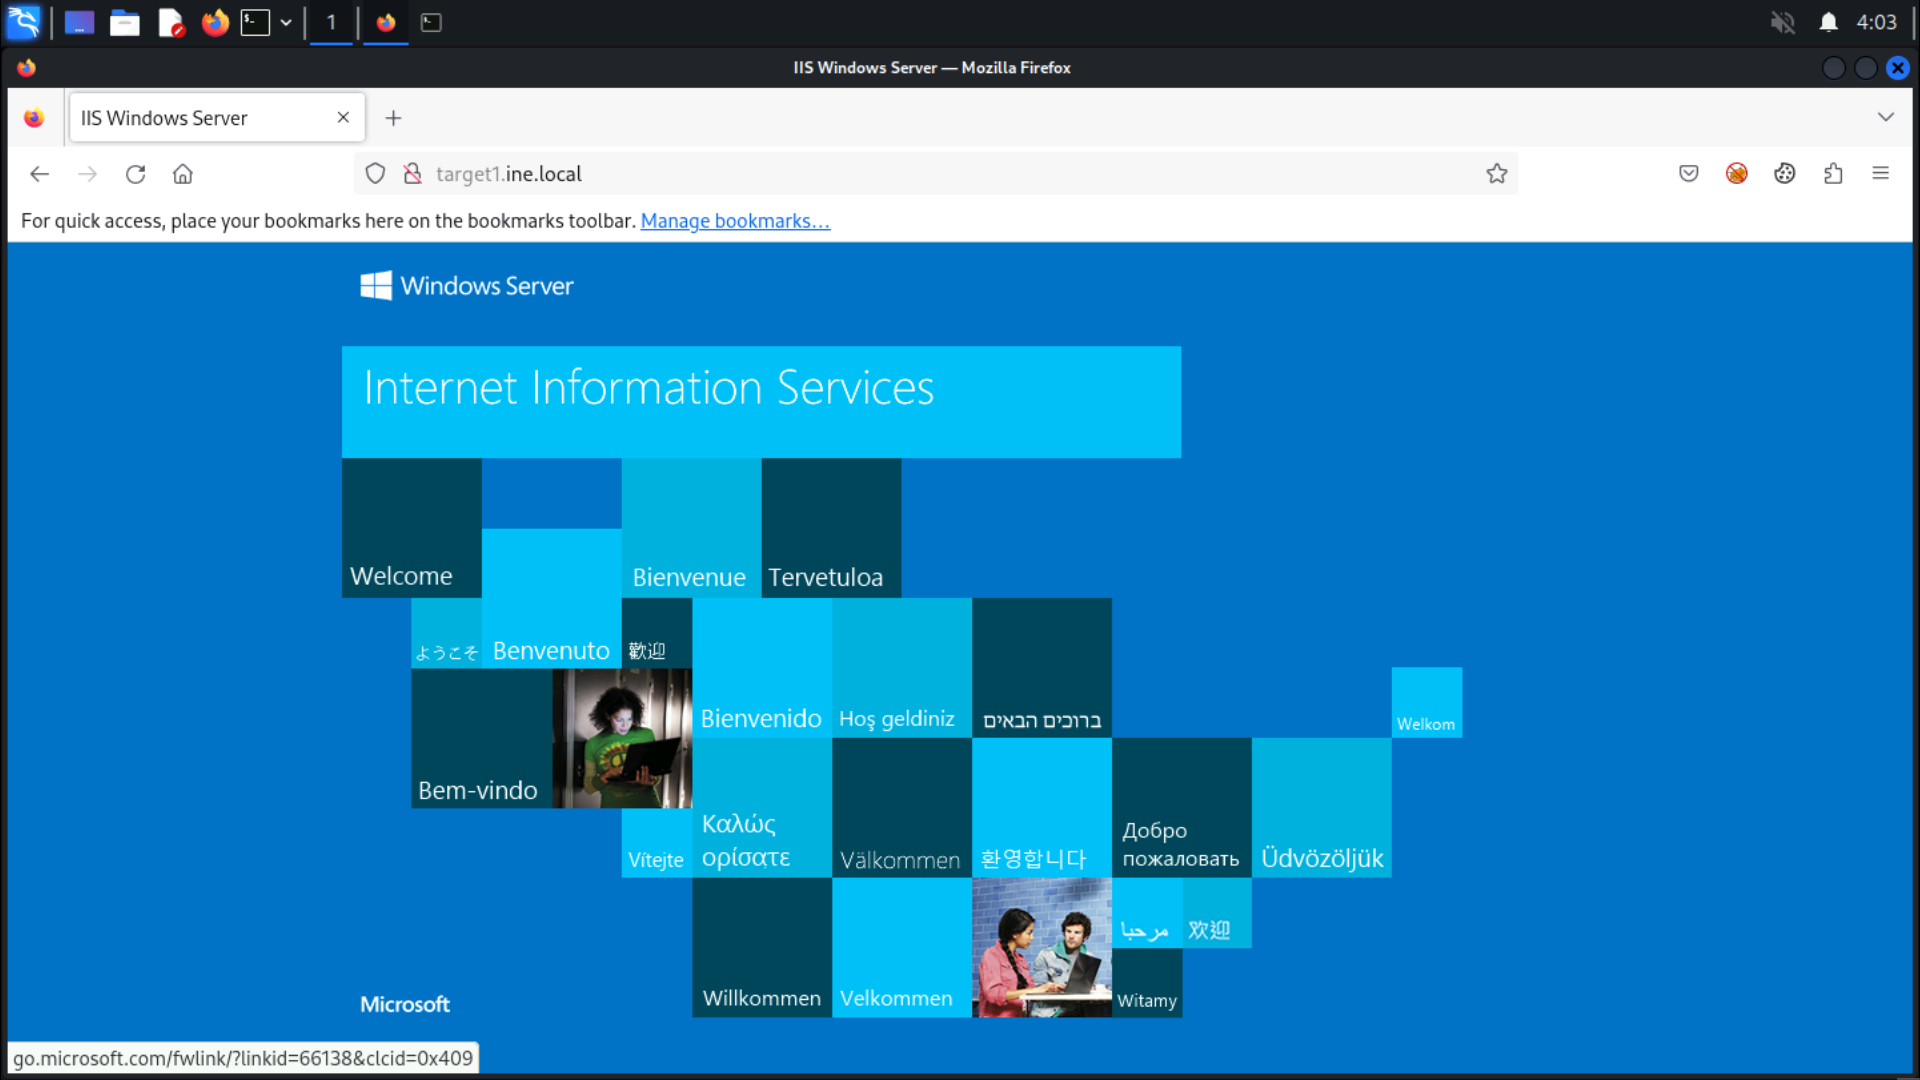 1
4:03
IIS Windows Server — Mozilla Firefox
IIS Windows Server
target1.ine.local
For quick access, place your bookmarks here on the bookmarks toolbar. Manage bookmarks…
Windows Server
Internet Information Services
Welcome
Bienvenue
Tervetuloa
ようこそ
Benvenuto
歡迎
Bienvenido
Hoş geldiniz
ברוכים הבאים
Welkom
Bem-vindo
Καλώς
ορίσατε
Vítejte
Välkommen
환영합니다
Добро
пожаловать
Üdvözöljük
مرحبا
欢迎
Willkommen
Velkommen
Witamy
Microsoft
go.microsoft.com/fwlink/?linkid=66138&clcid=0x409